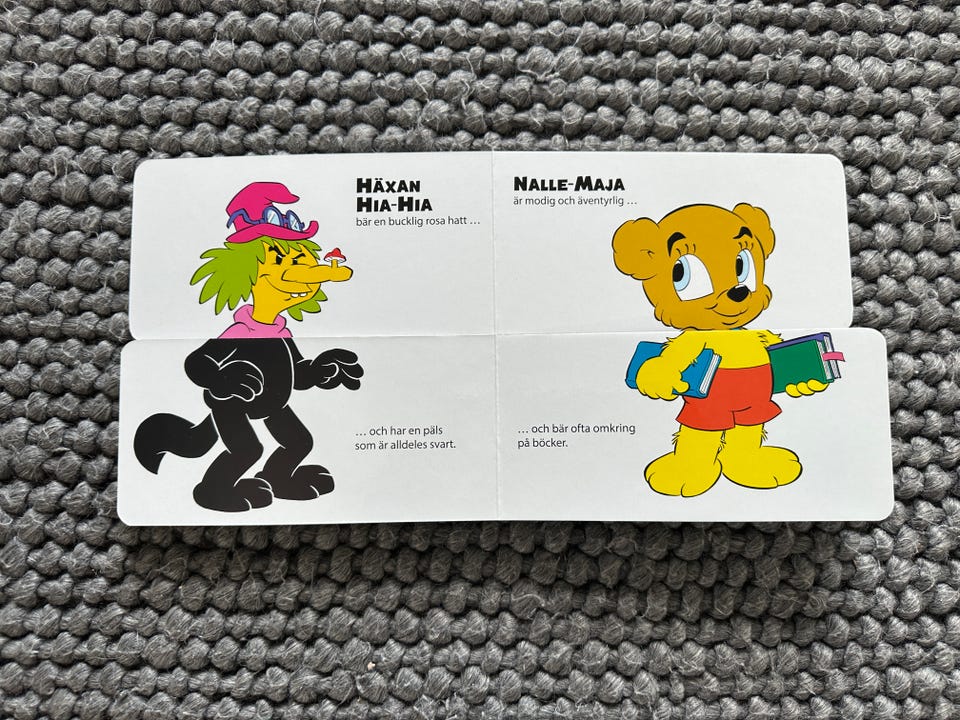 HÄXAN
HIA-HIA
bär en bucklig rosa hatt ...
NALLE-MAJA
är modig och äventyrlig ...
... och har en päls
som är alldeles svart.
... och bär ofta omkring
på böcker.